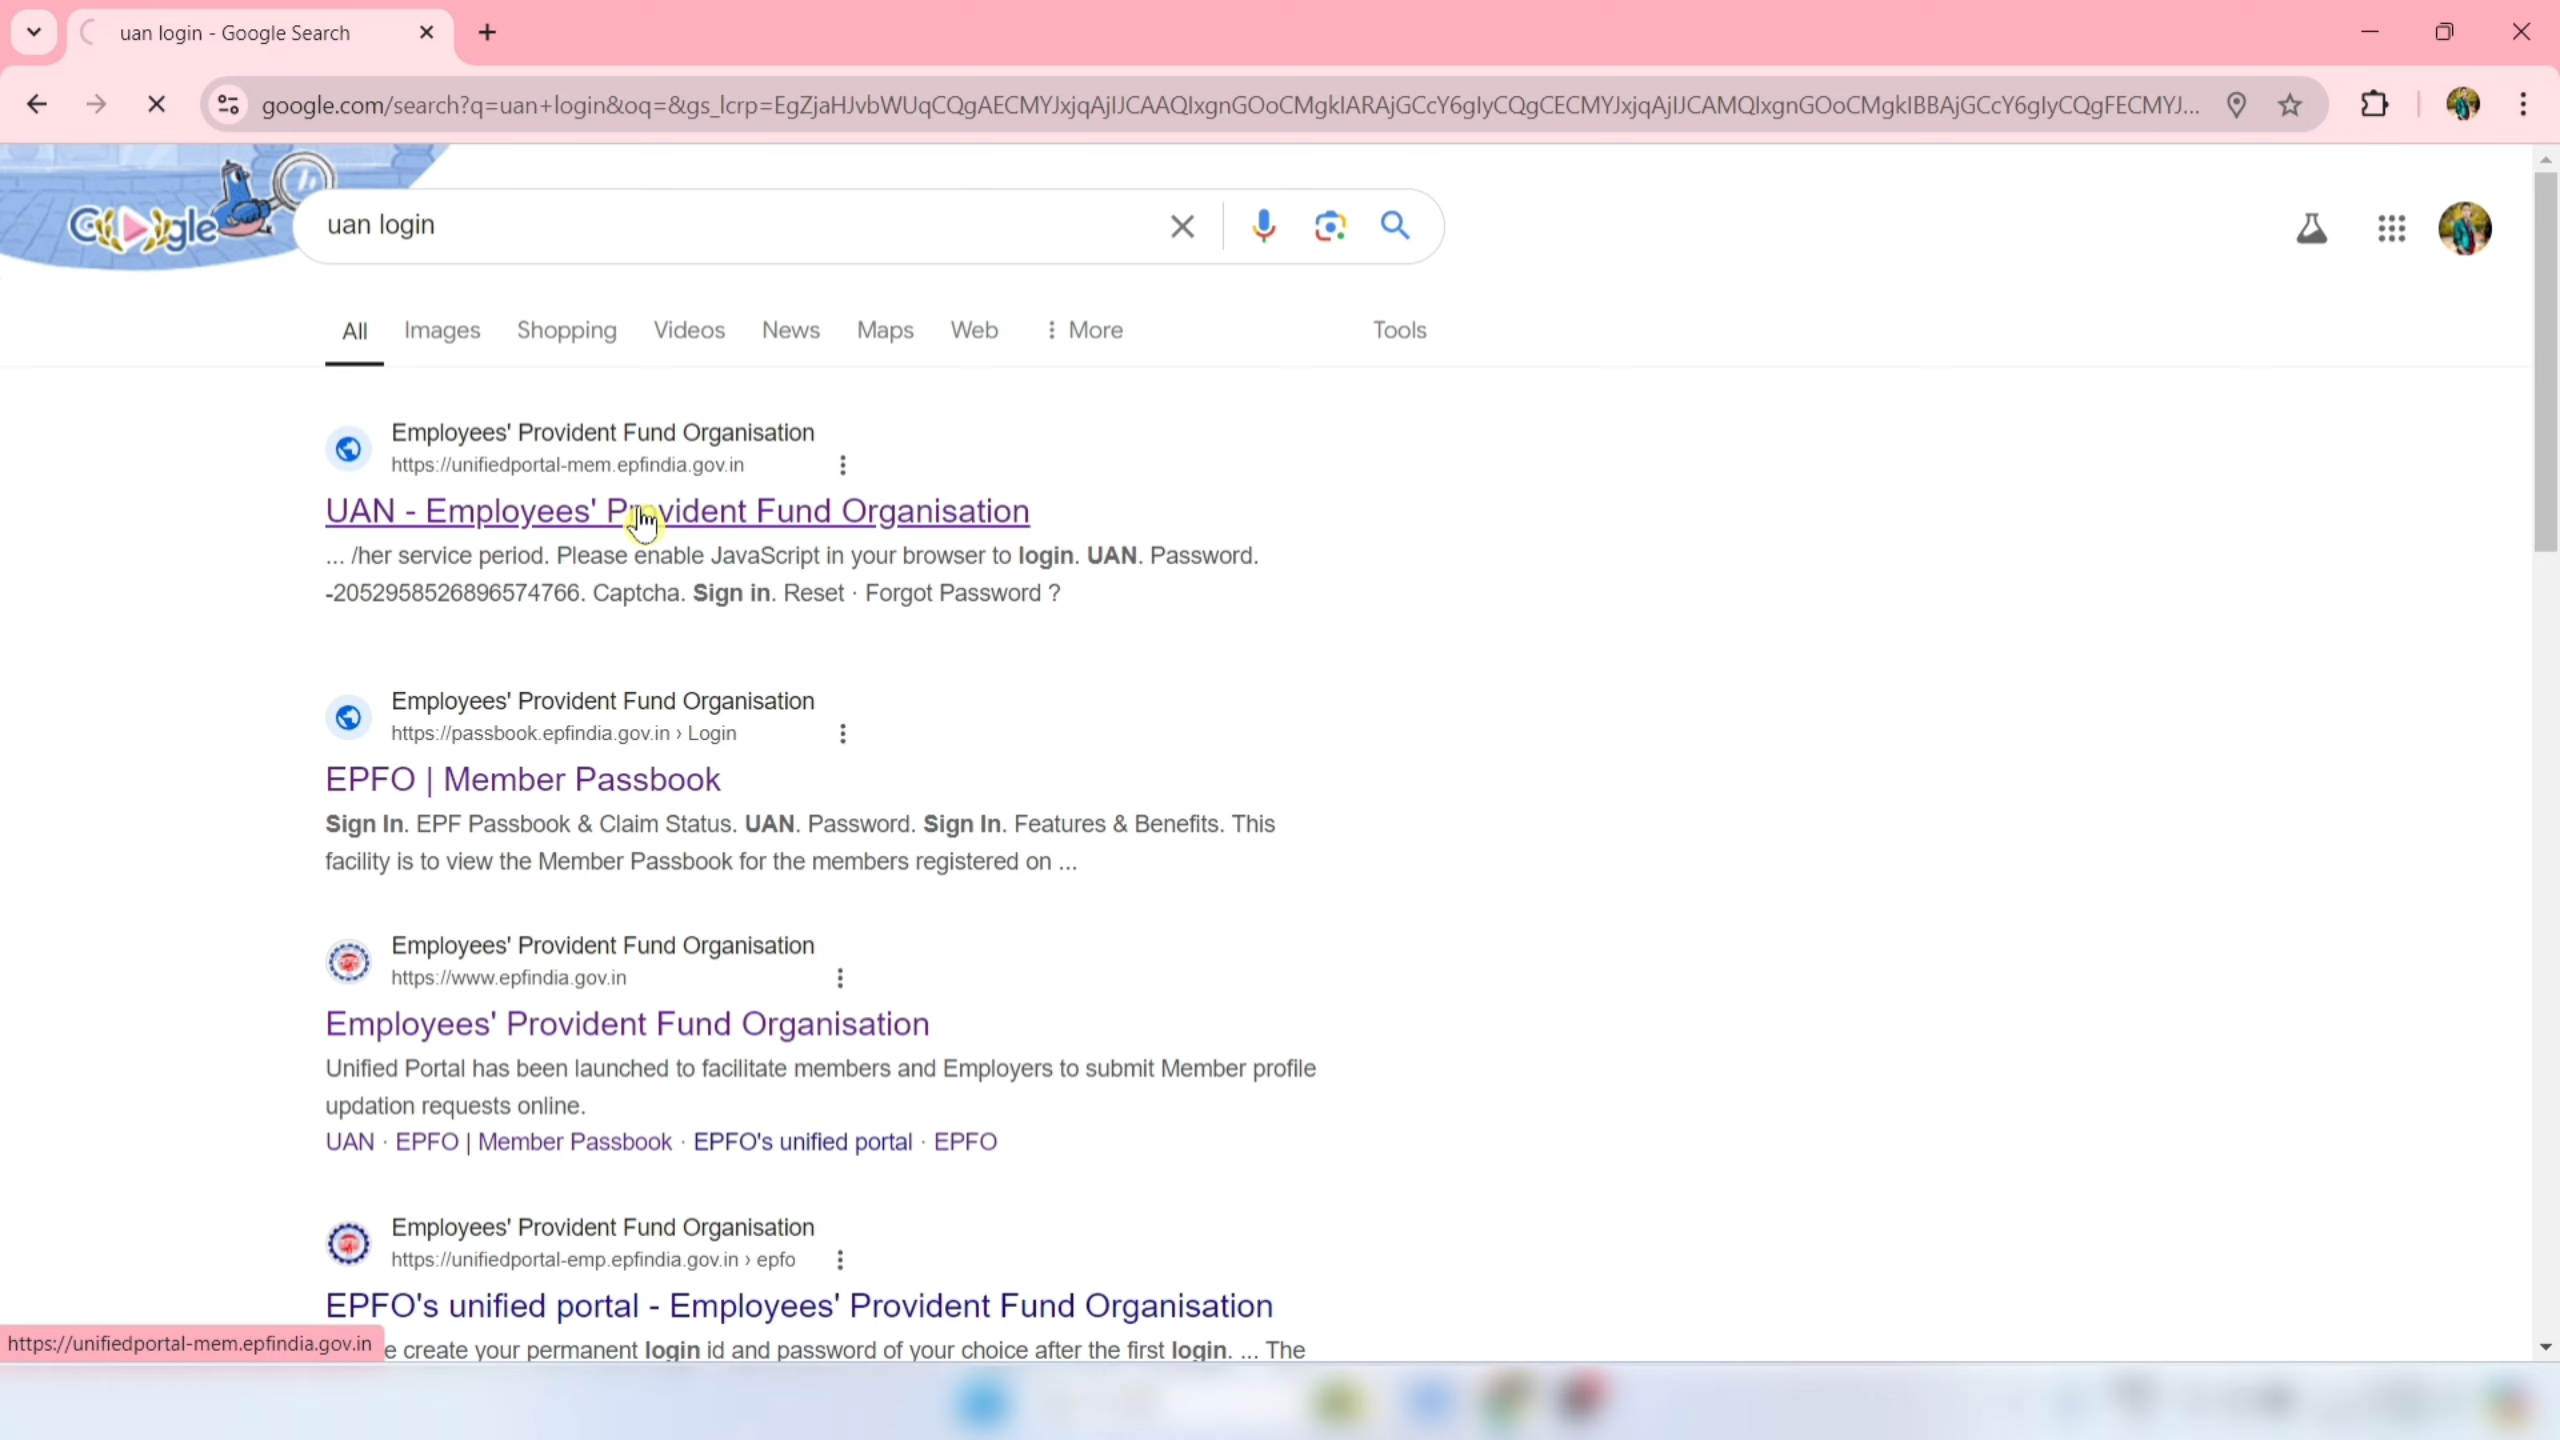 uan login - Google Search
google.com/search?q=uan+login&oq=&gs_lcrp=EgZjaHJvbWUqCQgAECMYJxjqAjIJCAAQIxgnGOoCMgkIARAjGCcY6gIyCQgCECMYJxjqAjIJCAMQIxgnGOoCMgkIBBAjGCcY6gIyCQgFECMYJ...
Google
uan login
All Images Shopping Videos News Maps Web More Tools
Employees' Provident Fund Organisation
https://unifiedportal-mem.epfindia.gov.in
UAN - Employees' Provident Fund Organisation
... /her service period. Please enable JavaScript in your browser to login. UAN. Password.
-2052958526896574766. Captcha. Sign in. Reset · Forgot Password ?
Employees' Provident Fund Organisation
https://passbook.epfindia.gov.in › Login
EPFO | Member Passbook
Sign In. EPF Passbook & Claim Status. UAN. Password. Sign In. Features & Benefits. This
facility is to view the Member Passbook for the members registered on ...
Employees' Provident Fund Organisation
https://www.epfindia.gov.in
Employees' Provident Fund Organisation
Unified Portal has been launched to facilitate members and Employers to submit Member profile
updation requests online.
UAN · EPFO | Member Passbook · EPFO's unified portal · EPFO
Employees' Provident Fund Organisation
https://unifiedportal-emp.epfindia.gov.in › epfo
EPFO's unified portal - Employees' Provident Fund Organisation
e create your permanent login id and password of your choice after the first login. ... The
https://unifiedportal-mem.epfindia.gov.in